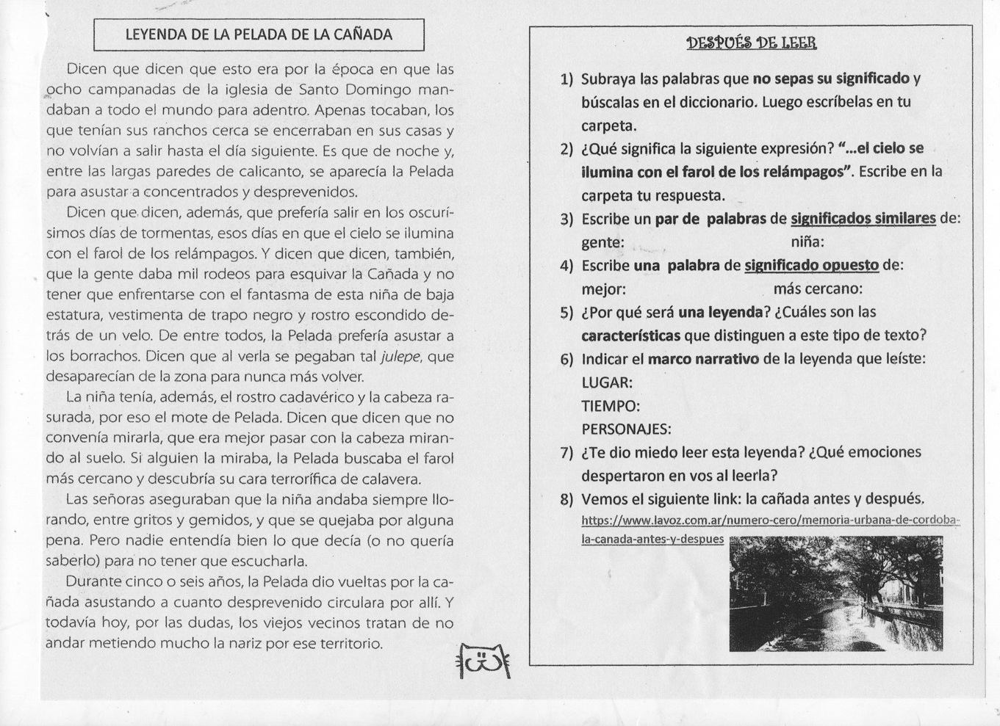 LEYENDA DE LA PELADA DE LA CAÑADA
Dicen que dicen que esto era por la época en que las
ocho campanadas de la iglesia de Santo Domingo man-
daban a todo el mundo para adentro. Apenas tocaban, los
que tenían sus ranchos cerca se encerraban en sus casas y
no volvían a salir hasta el día siguiente. Es que de noche y,
entre las largas paredes de calicanto, se aparecía la Pelada
para asustar a concentrados y desprevenidos.
Dicen que dicen, además, que prefería salir en los oscurí-
simos días de tormentas, esos días en que el cielo se ilumina
con el farol de los relámpagos. Y dicen que dicen, también,
que la gente daba mil rodeos para esquivar la Cañada y no
tener que enfrentarse con el fantasma de esta niña de baja
estatura, vestimenta de trapo negro y rostro escondido de-
trás de un velo. De entre todos, la Pelada prefería asustar a
los borrachos. Dicen que al verla se pegaban tal julepe, que
desaparecían de la zona para nunca más volver.
La niña tenía, además, el rostro cadavérico y la cabeza ra-
surada, por eso el mote de Pelada. Dicen que dicen que no
convenía mirarla, que era mejor pasar con la cabeza miran-
do al suelo. Si alguien la miraba, la Pelada buscaba el farol
más cercano y descubría su cara terrorífica de calavera.
Las señoras aseguraban que la niña andaba siempre llo-
rando, entre gritos y gemidos, y que se quejaba por alguna
pena. Pero nadie entendía bien lo que decía (o no quería
saberlo) para no tener que escucharla.
Durante cinco o seis años, la Pelada dio vueltas por la ca-
ñada asustando a cuanto desprevenido circulara por allí. Y
todavía hoy, por las dudas, los viejos vecinos tratan de no
andar metiendo mucho la nariz por ese territorio.
DESPUÉS DE LEER
1) Subraya las palabras que no sepas su significado y
búscalas en el diccionario. Luego escríbelas en tu
carpeta.
2) ¿Qué significa la siguiente expresión? “...el cielo se
ilumina con el farol de los relámpagos”. Escribe en la
carpeta tu respuesta.
3) Escribe un par de palabras de significados similares de:
gente: niña:
4) Escribe una palabra de significado opuesto de:
mejor: más cercano:
5) ¿Por qué será una leyenda? ¿Cuáles son las
características que distinguen a este tipo de texto?
6) Indicar el marco narrativo de la leyenda que leíste:
LUGAR:
TIEMPO:
PERSONAJES:
7) ¿Te dio miedo leer esta leyenda? ¿Qué emociones
despertaron en vos al leerla?
8) Vemos el siguiente link: la cañada antes y después.
https://www.lavoz.com.ar/numero-cero/memoria-urbana-de-cordoba-
la-canada-antes-y-despues